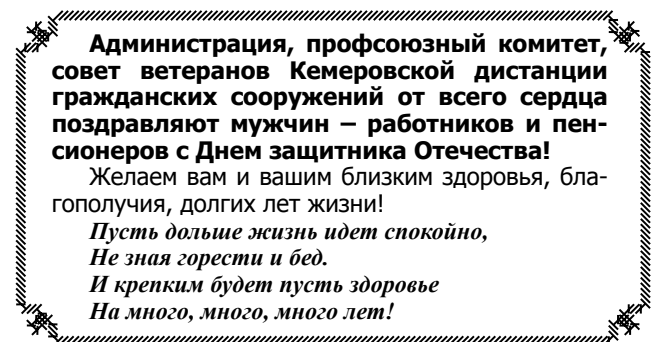 Администрация, профсоюзный комитет,
совет ветеранов Кемеровской дистанции
гражданских сооружений от всего сердца
поздравляют мужчин – работников и пен-
сионеров с Днем защитника Отечества!
Желаем вам и вашим близким здоровья, бла-
гополучия, долгих лет жизни!
Пусть дольше жизнь идет спокойно,
Не зная горести и бед.
И крепким будет пусть здоровье
На много, много, много лет!